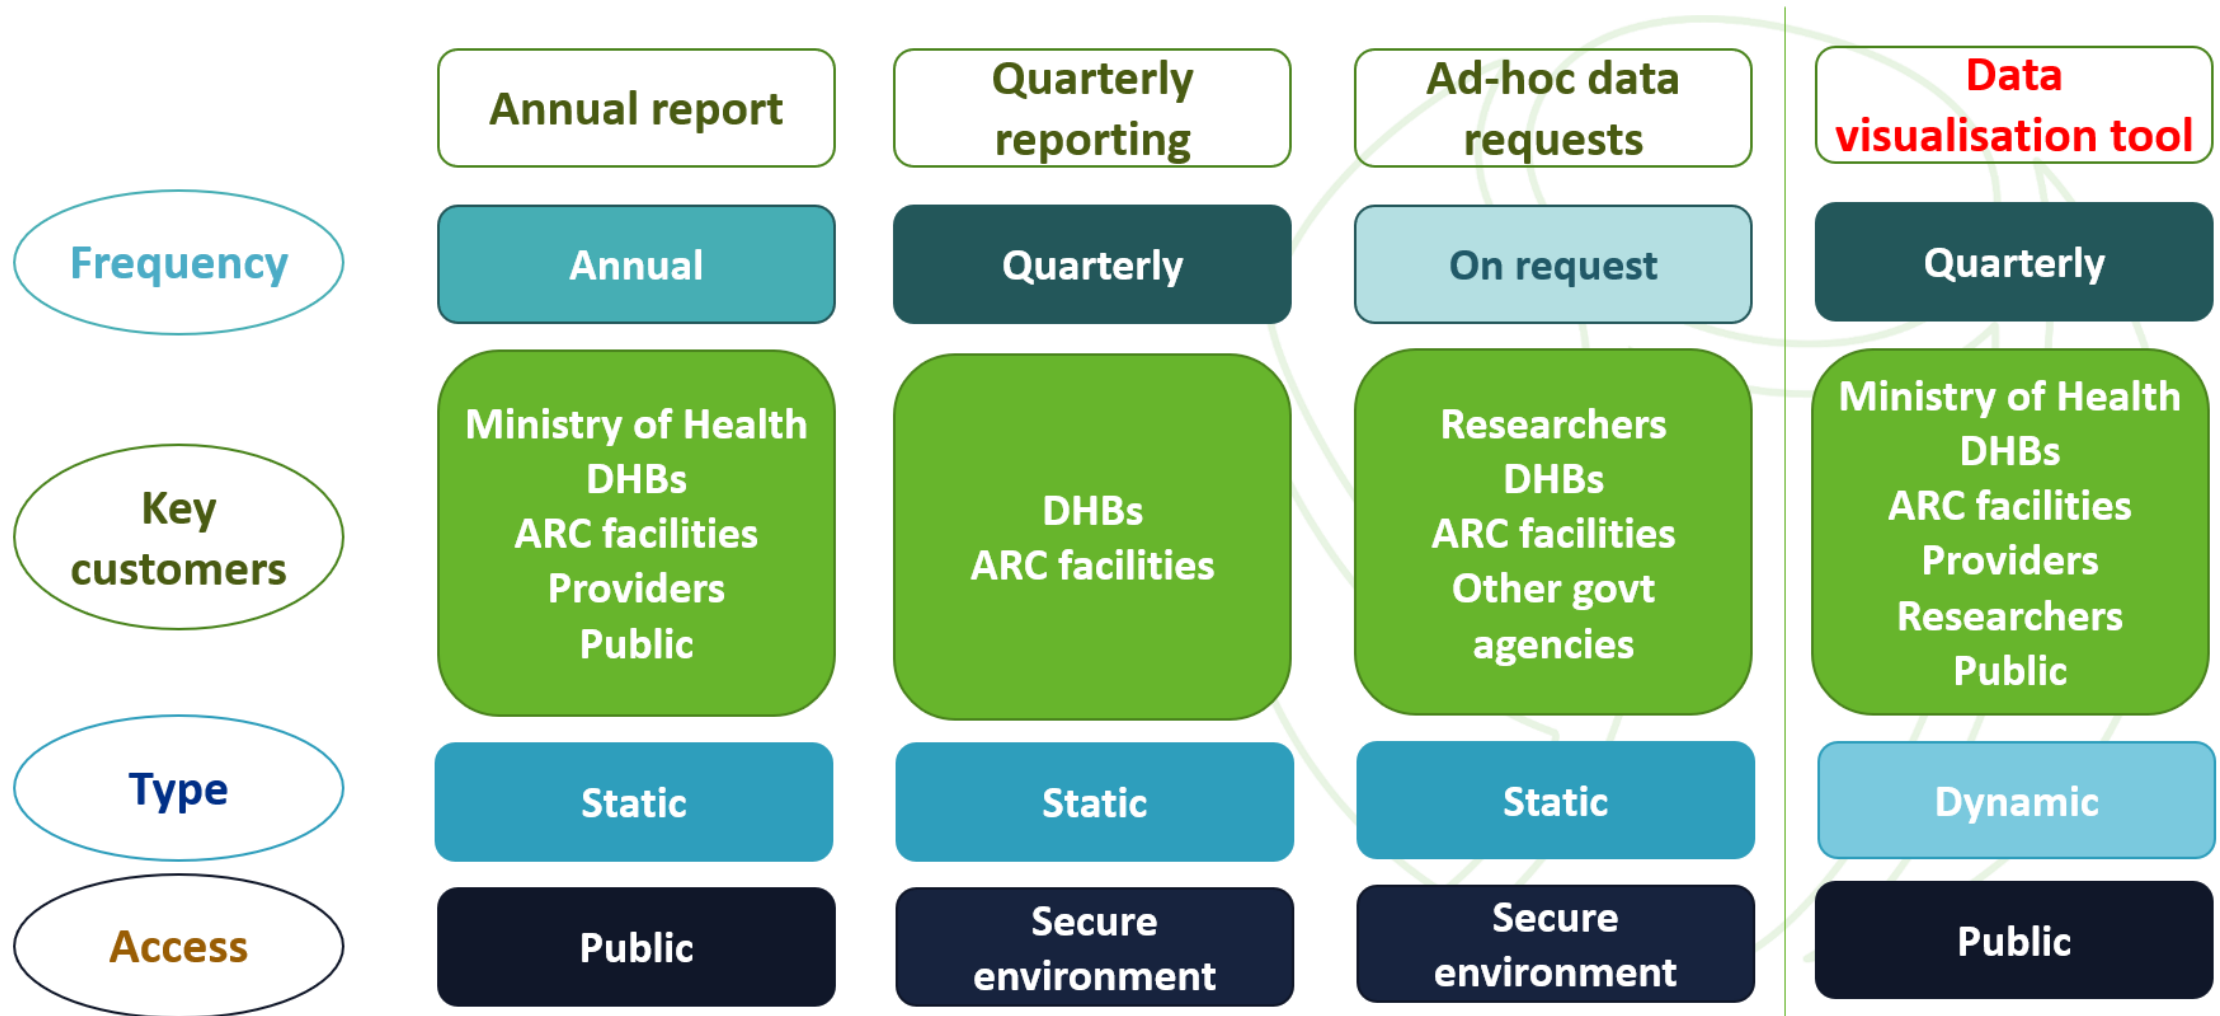 Annual report
Quarterly
reporting
Ad-hoc data
requests
Data
visualisation tool
Frequency
Annual
Quarterly
On request
Quarterly
Key
customers
Ministry of Health
DHBs
ARC facilities
Providers
Public
DHBs
ARC facilities
Researchers
DHBs
ARC facilities
Other govt
agencies
Ministry of Health
DHBs
ARC facilities
Providers
Researchers
Public
Type
Static
Static
Static
Dynamic
Access
Public
Secure
environment
Secure
environment
Public